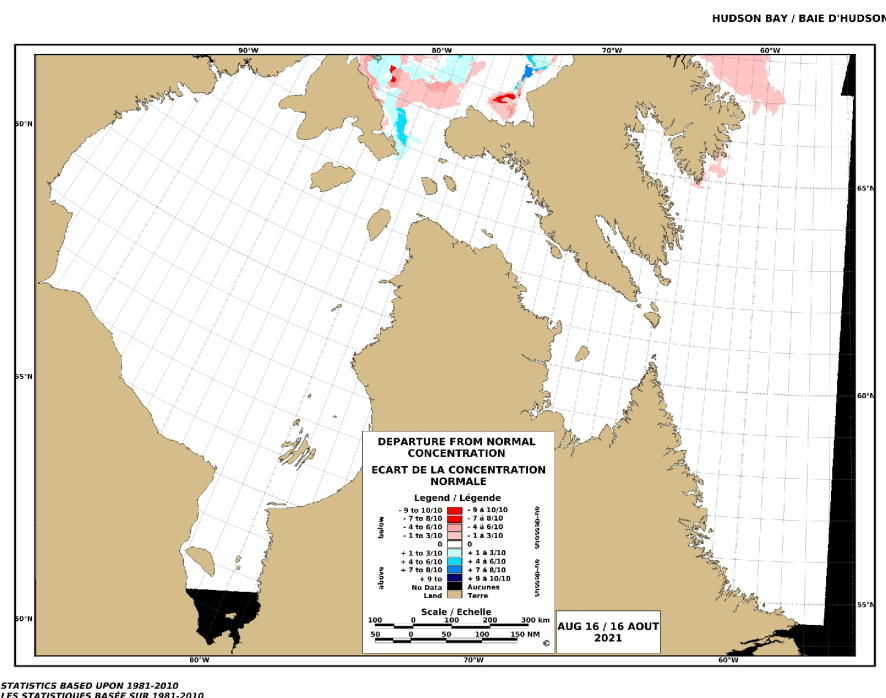 HUDSON BAY / BAIE D'HUDSON
90°W 80°W 70°W 60°W
65°N
60°N
55°N
55°N
60°N
50°N
DEPARTURE FROM NORMAL
CONCENTRATION
ECART DE LA CONCENTRATION
NORMALE
Legend / Légende
below
above
- 9 to 10/10 - 9 à 10/10
- 7 to 8/10 - 7 à 8/10
- 4 to 6/10 - 4 à 6/10
- 1 to 3/10 - 1 à 3/10
0 0
+ 1 to 3/10 + 1 à 3/10
+ 4 to 6/10 + 4 à 6/10
+ 7 to 8/10 + 7 à 8/10
+ 9 to + 9 à 10/10
No Data Aucunes
Land Terre
au-dessous
au-dessus
Scale / Echelle
100 0 100 200 300 km
50 0 50 100 150 NM
©
AUG 16 / 16 AOUT
2021
55°N
50°N
80°W 70°W 60°W
STATISTICS BASED UPON 1981-2010
LES STATISTIQUES BASÉE SUR 1981-2010